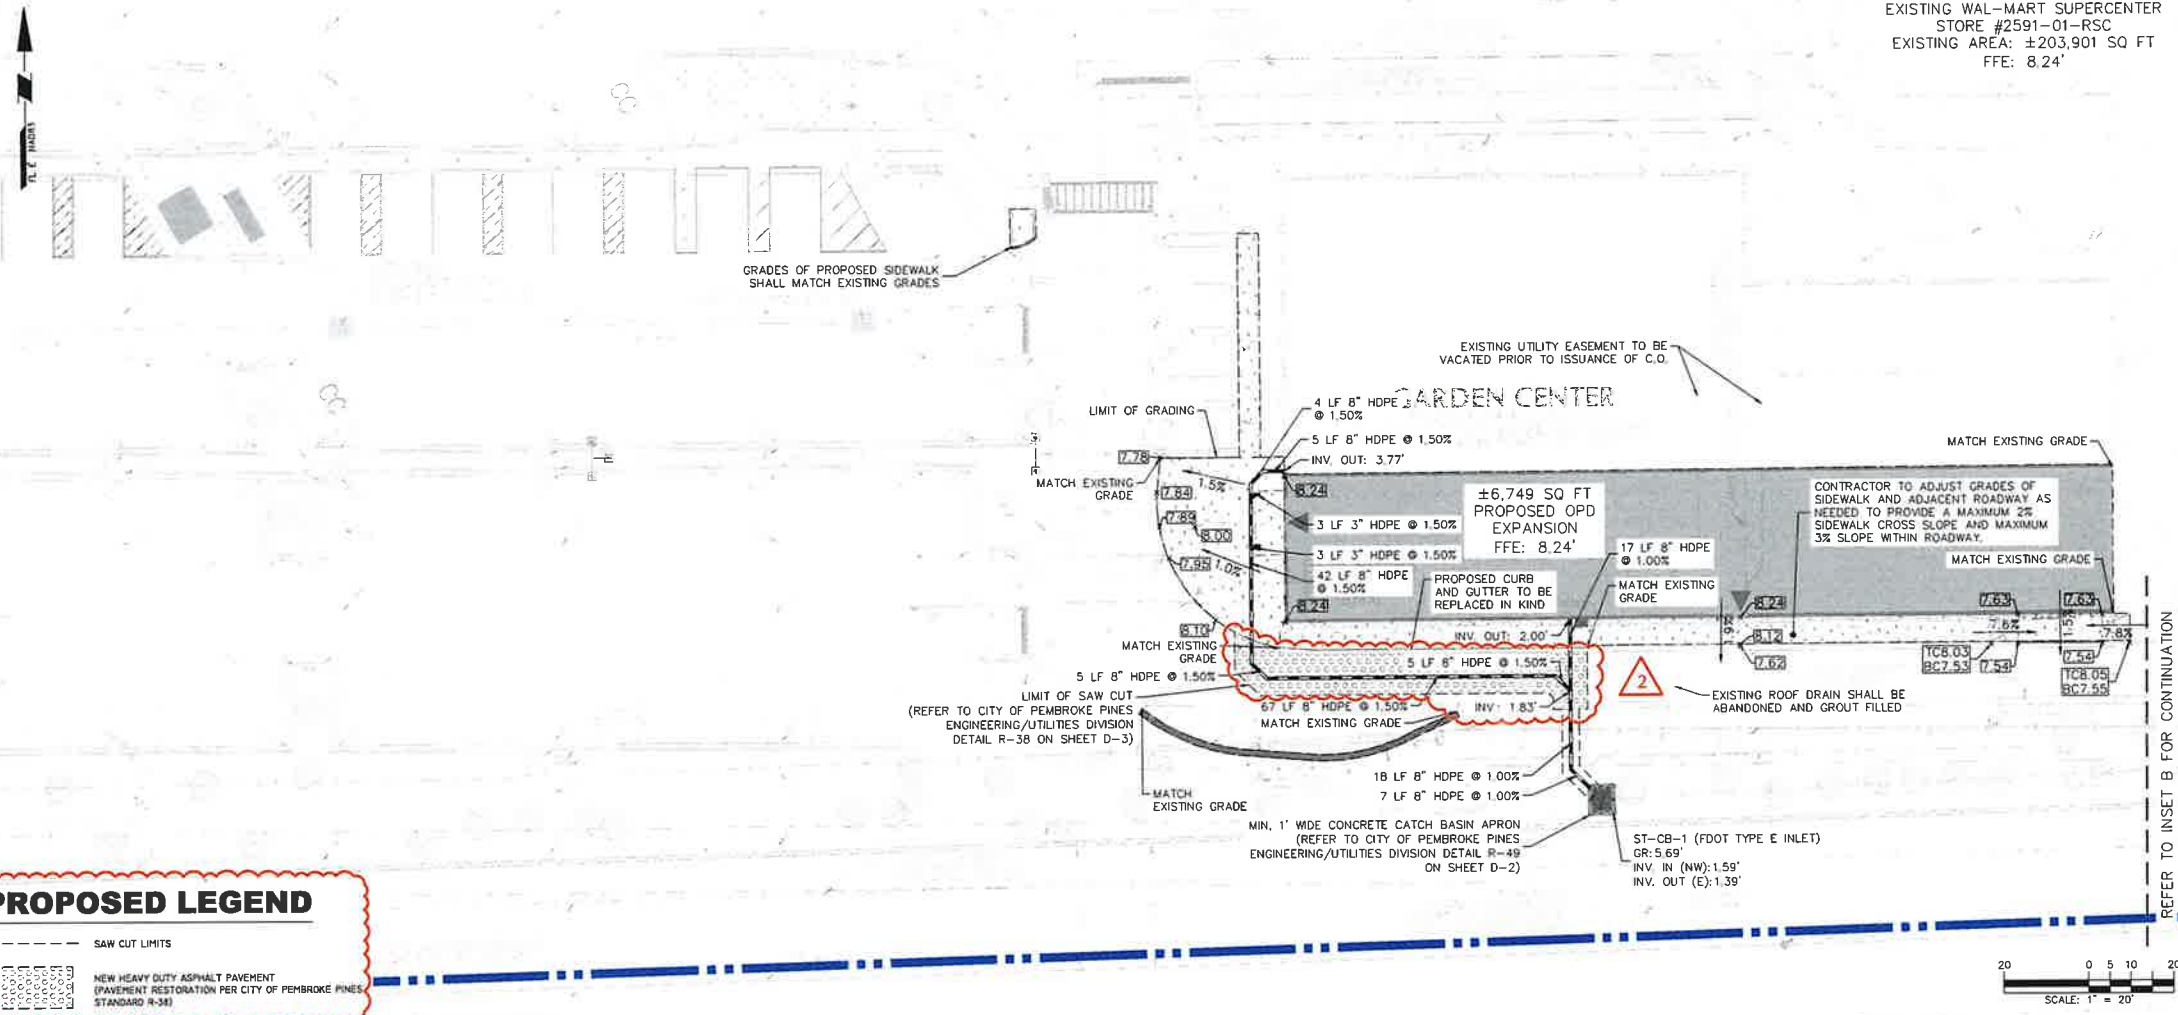 EXISTING WAL-MART SUPERCENTER
STORE #2591-01-RSC
EXISTING AREA: ±203,901 SQ FT
FFE: 8.24'
GRADES OF PROPOSED SIDEWALK
SHALL MATCH EXISTING GRADES
EXISTING UTILITY EASEMENT TO BE
VACATED PRIOR TO ISSUANCE OF C.O.
GARDEN CENTER
LIMIT OF GRADING
4 LF 8" HDPE
@ 1.50%
5 LF 8" HDPE @ 1.50%
INV. OUT: 3.77'
MATCH EXISTING GRADE
7.78
MATCH EXISTING
GRADE
1.5%
7.84
7.89
8.00
7.95
1.0%
8.10
8.24
3 LF 3" HDPE @ 1.50%
3 LF 3" HDPE @ 1.50%
42 LF 8" HDPE
@ 1.50%
8.24
±6,749 SQ FT
PROPOSED OPD
EXPANSION
FFE: 8.24'
PROPOSED CURB
AND GUTTER TO BE
REPLACED IN KIND
17 LF 8" HDPE
@ 1.00%
MATCH EXISTING
GRADE
CONTRACTOR TO ADJUST GRADES OF
SIDEWALK AND ADJACENT ROADWAY AS
NEEDED TO PROVIDE A MAXIMUM 2%
SIDEWALK CROSS SLOPE AND MAXIMUM
3% SLOPE WITHIN ROADWAY.
MATCH EXISTING GRADE
8.24
1.9%
8.12
7.62
7.63
7.6%
7.63
1.5%
7.8%
TC8.03
BC7.53
7.54
7.54
TC8.05
BC7.55
INV. OUT: 2.00'
MATCH EXISTING
GRADE
5 LF 8" HDPE @ 1.50%
5 LF 8" HDPE @ 1.50%
67 LF 8" HDPE @ 1.50%
INV: 1.83'
MATCH EXISTING GRADE
2
EXISTING ROOF DRAIN SHALL BE
ABANDONED AND GROUT FILLED
LIMIT OF SAW CUT
(REFER TO CITY OF PEMBROKE PINES
ENGINEERING/UTILITIES DIVISION
DETAIL R-38 ON SHEET D-3)
MATCH
EXISTING GRADE
18 LF 8" HDPE @ 1.00%
7 LF 8" HDPE @ 1.00%
MIN. 1' WIDE CONCRETE CATCH BASIN APRON
(REFER TO CITY OF PEMBROKE PINES
ENGINEERING/UTILITIES DIVISION DETAIL R-49
ON SHEET D-2)
ST-CB-1 (FDOT TYPE E INLET)
GR: 5.69'
INV. IN (NW): 1.59'
INV. OUT (E): 1.39'
REFER TO INSET B FOR CONTINUATION
PROPOSED LEGEND
SAW CUT LIMITS
NEW HEAVY DUTY ASPHALT PAVEMENT
(PAVEMENT RESTORATION PER CITY OF PEMBROKE PINES
STANDARD R-38)
20 0 5 10 20
SCALE: 1" = 20'